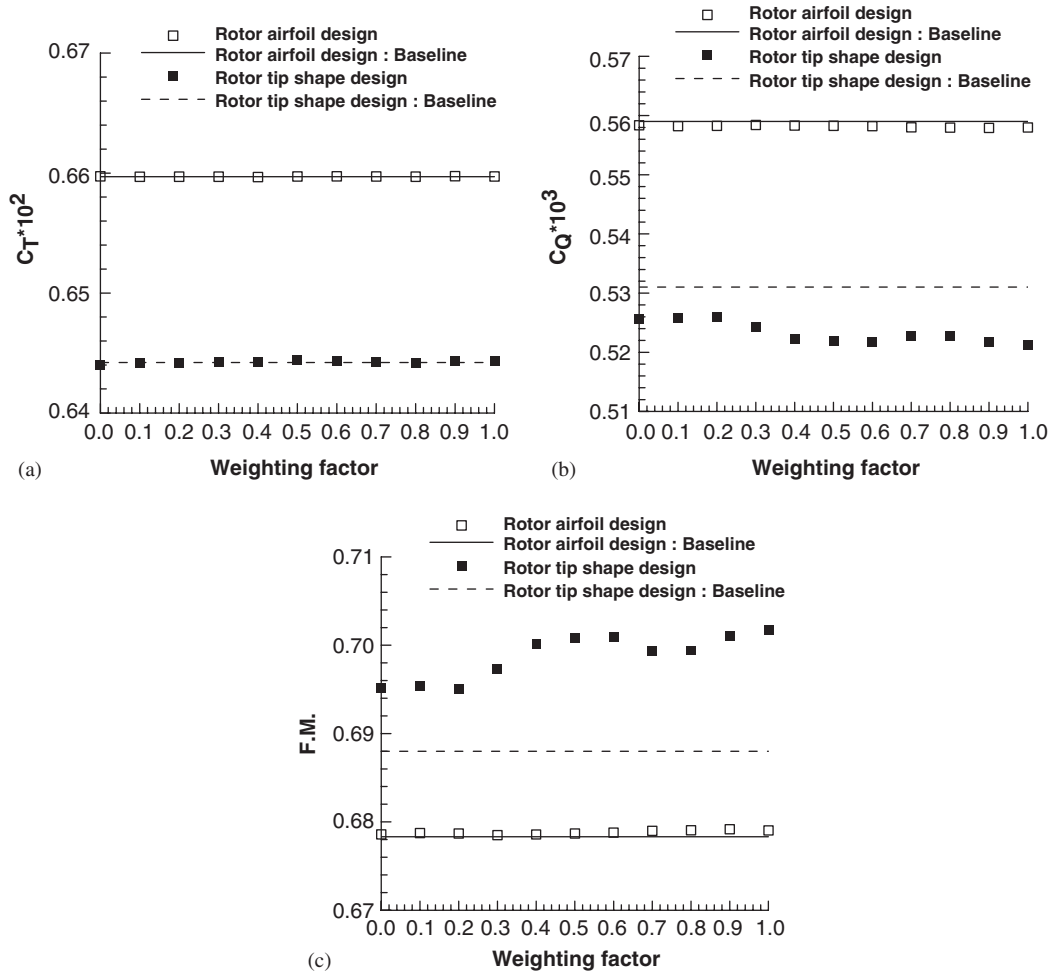 Rotor airfoil design
Rotor airfoil design : Baseline
Rotor tip shape design
Rotor tip shape design : Baseline
0.67
0.66
0.65
0.64
C_T*10^2
0.0 0.1 0.2 0.3 0.4 0.5 0.6 0.7 0.8 0.9 1.0
Weighting factor
(a)
Rotor airfoil design
Rotor airfoil design : Baseline
Rotor tip shape design
Rotor tip shape design : Baseline
0.57
0.56
0.55
0.54
0.53
0.52
0.51
C_Q*10^3
0.0 0.1 0.2 0.3 0.4 0.5 0.6 0.7 0.8 0.9 1.0
Weighting factor
(b)
Rotor airfoil design
Rotor airfoil design : Baseline
Rotor tip shape design
Rotor tip shape design : Baseline
0.71
0.70
0.69
0.68
0.67
F.M.
0.0 0.1 0.2 0.3 0.4 0.5 0.6 0.7 0.8 0.9 1.0
Weighting factor
(c)